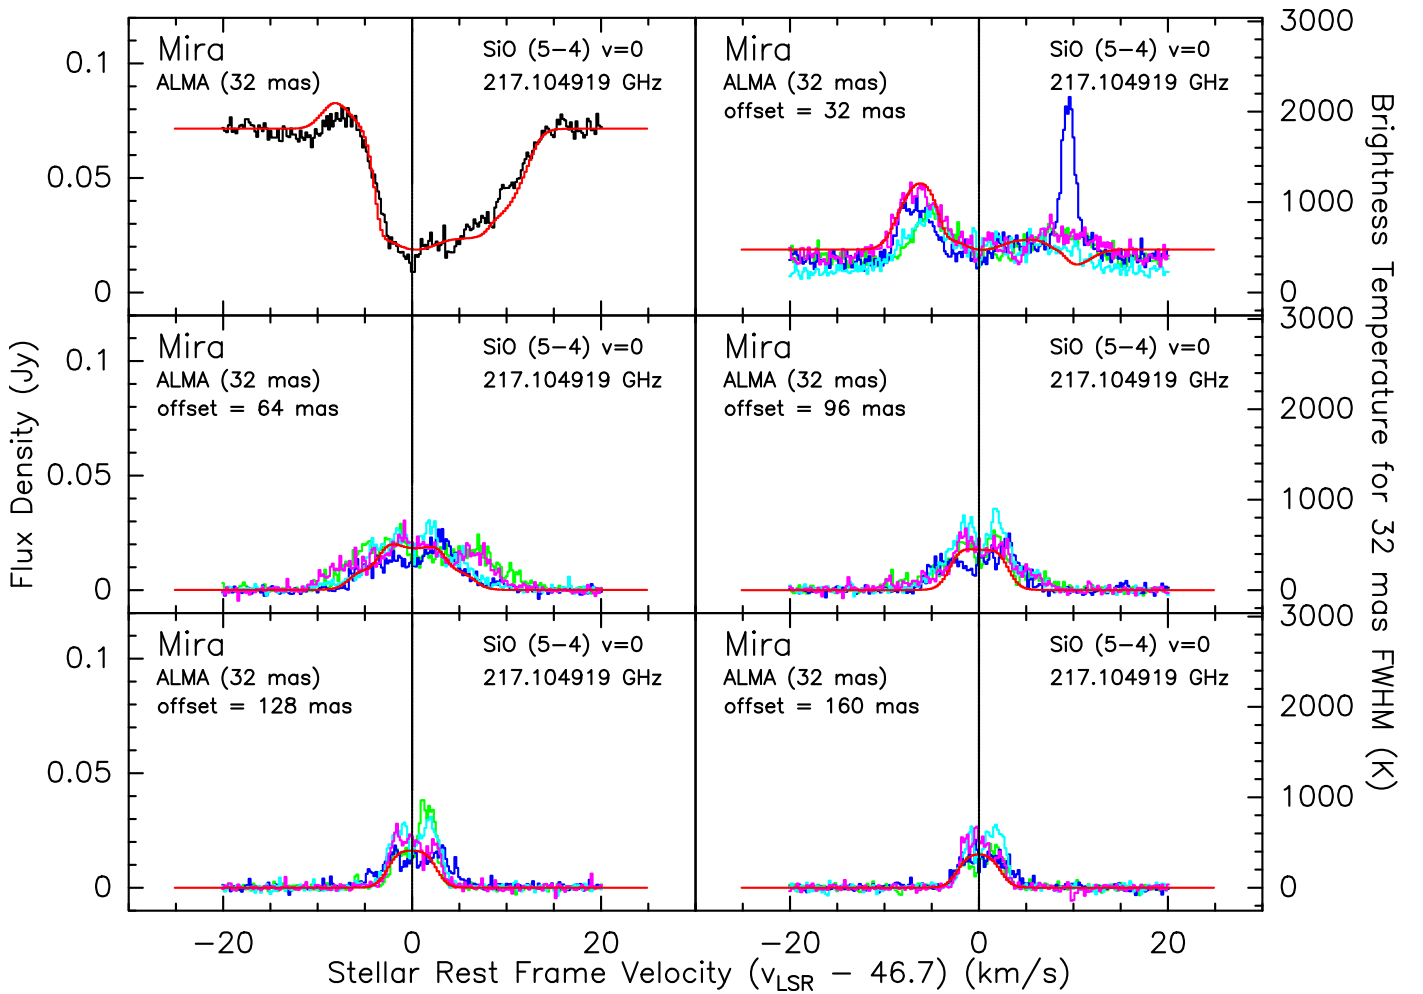 Mira
ALMA (32 mas)
SiO (5−4) v=0
217.104919 GHz
Mira
ALMA (32 mas)
offset = 32 mas
SiO (5−4) v=0
217.104919 GHz
Mira
ALMA (32 mas)
offset = 64 mas
SiO (5−4) v=0
217.104919 GHz
Mira
ALMA (32 mas)
offset = 96 mas
SiO (5−4) v=0
217.104919 GHz
Mira
ALMA (32 mas)
offset = 128 mas
SiO (5−4) v=0
217.104919 GHz
Mira
ALMA (32 mas)
offset = 160 mas
SiO (5−4) v=0
217.104919 GHz
0.1
0.05
0
0.1
0.05
0
0.1
0.05
0
3000
2000
1000
0
3000
2000
1000
0
3000
2000
1000
0
−20 0 20
−20 0 20
Flux Density (Jy)
Brightness Temperature for 32 mas FWHM (K)
Stellar Rest Frame Velocity (vLSR − 46.7) (km/s)